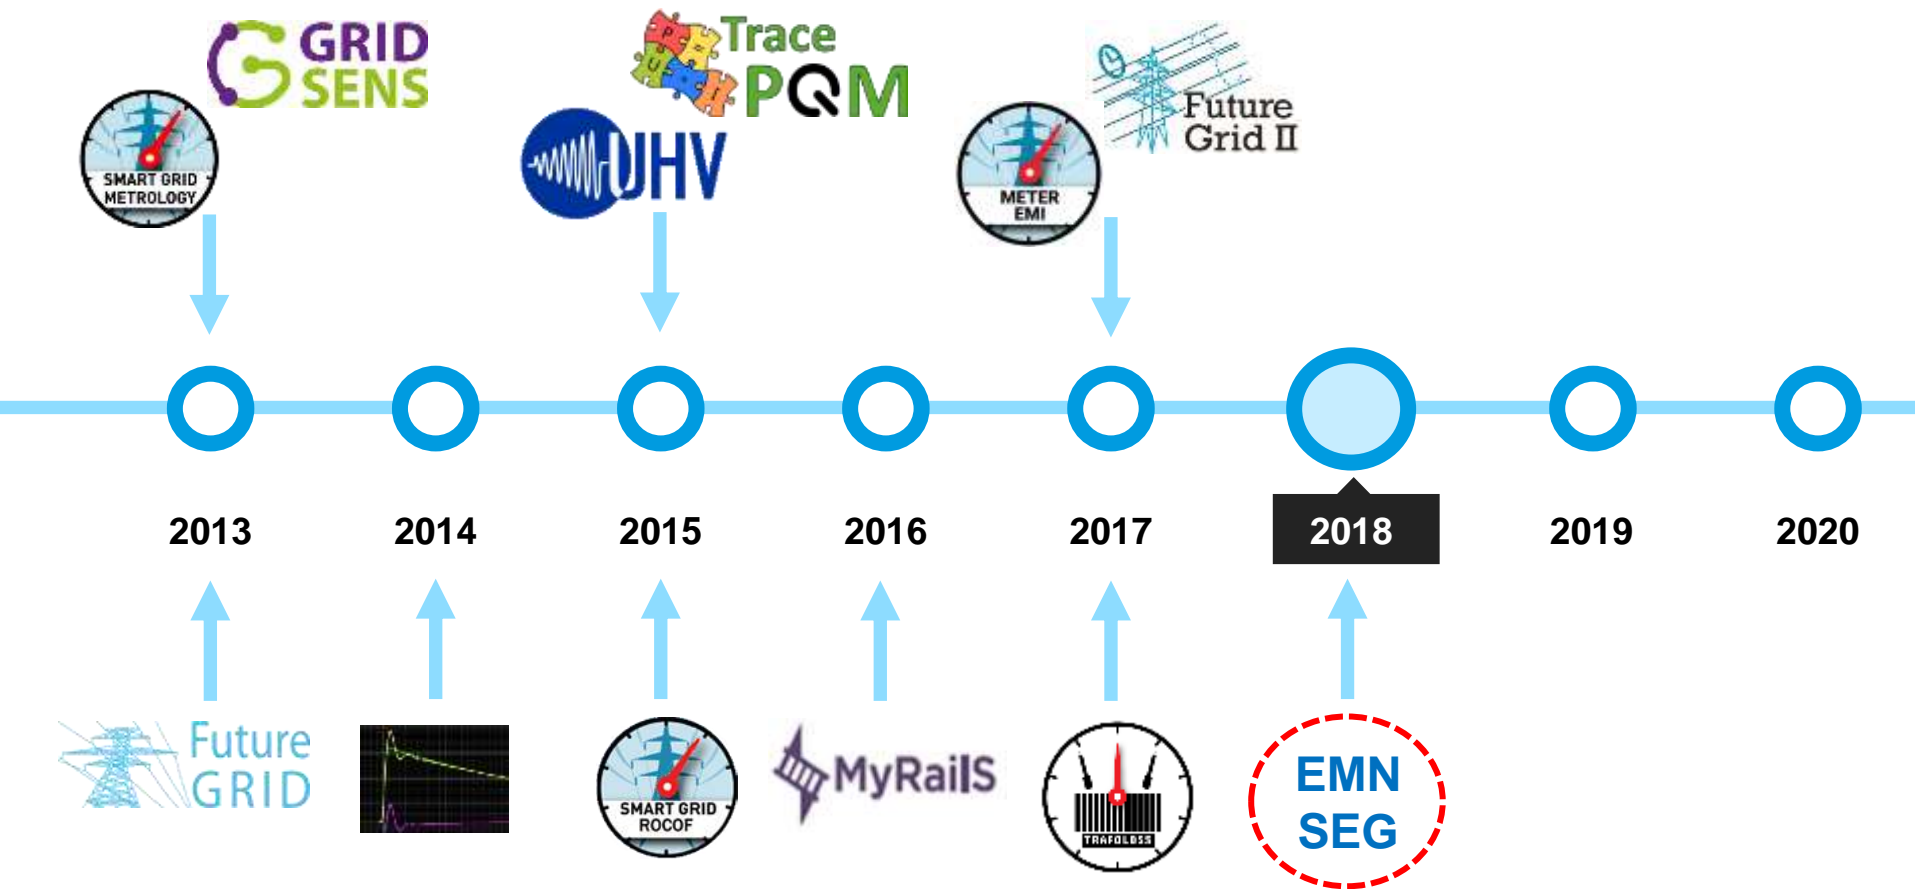 GRID
SENS
SMART GRID
METROLOGY
Trace
PQM
UHV
Future
Grid II
METER
EMI
2013
2014
2015
2016
2017
2018
2019
2020
Future
GRID
SMART GRID
ROCOF
MyRailS
TRAFOLOSS
EMN
SEG